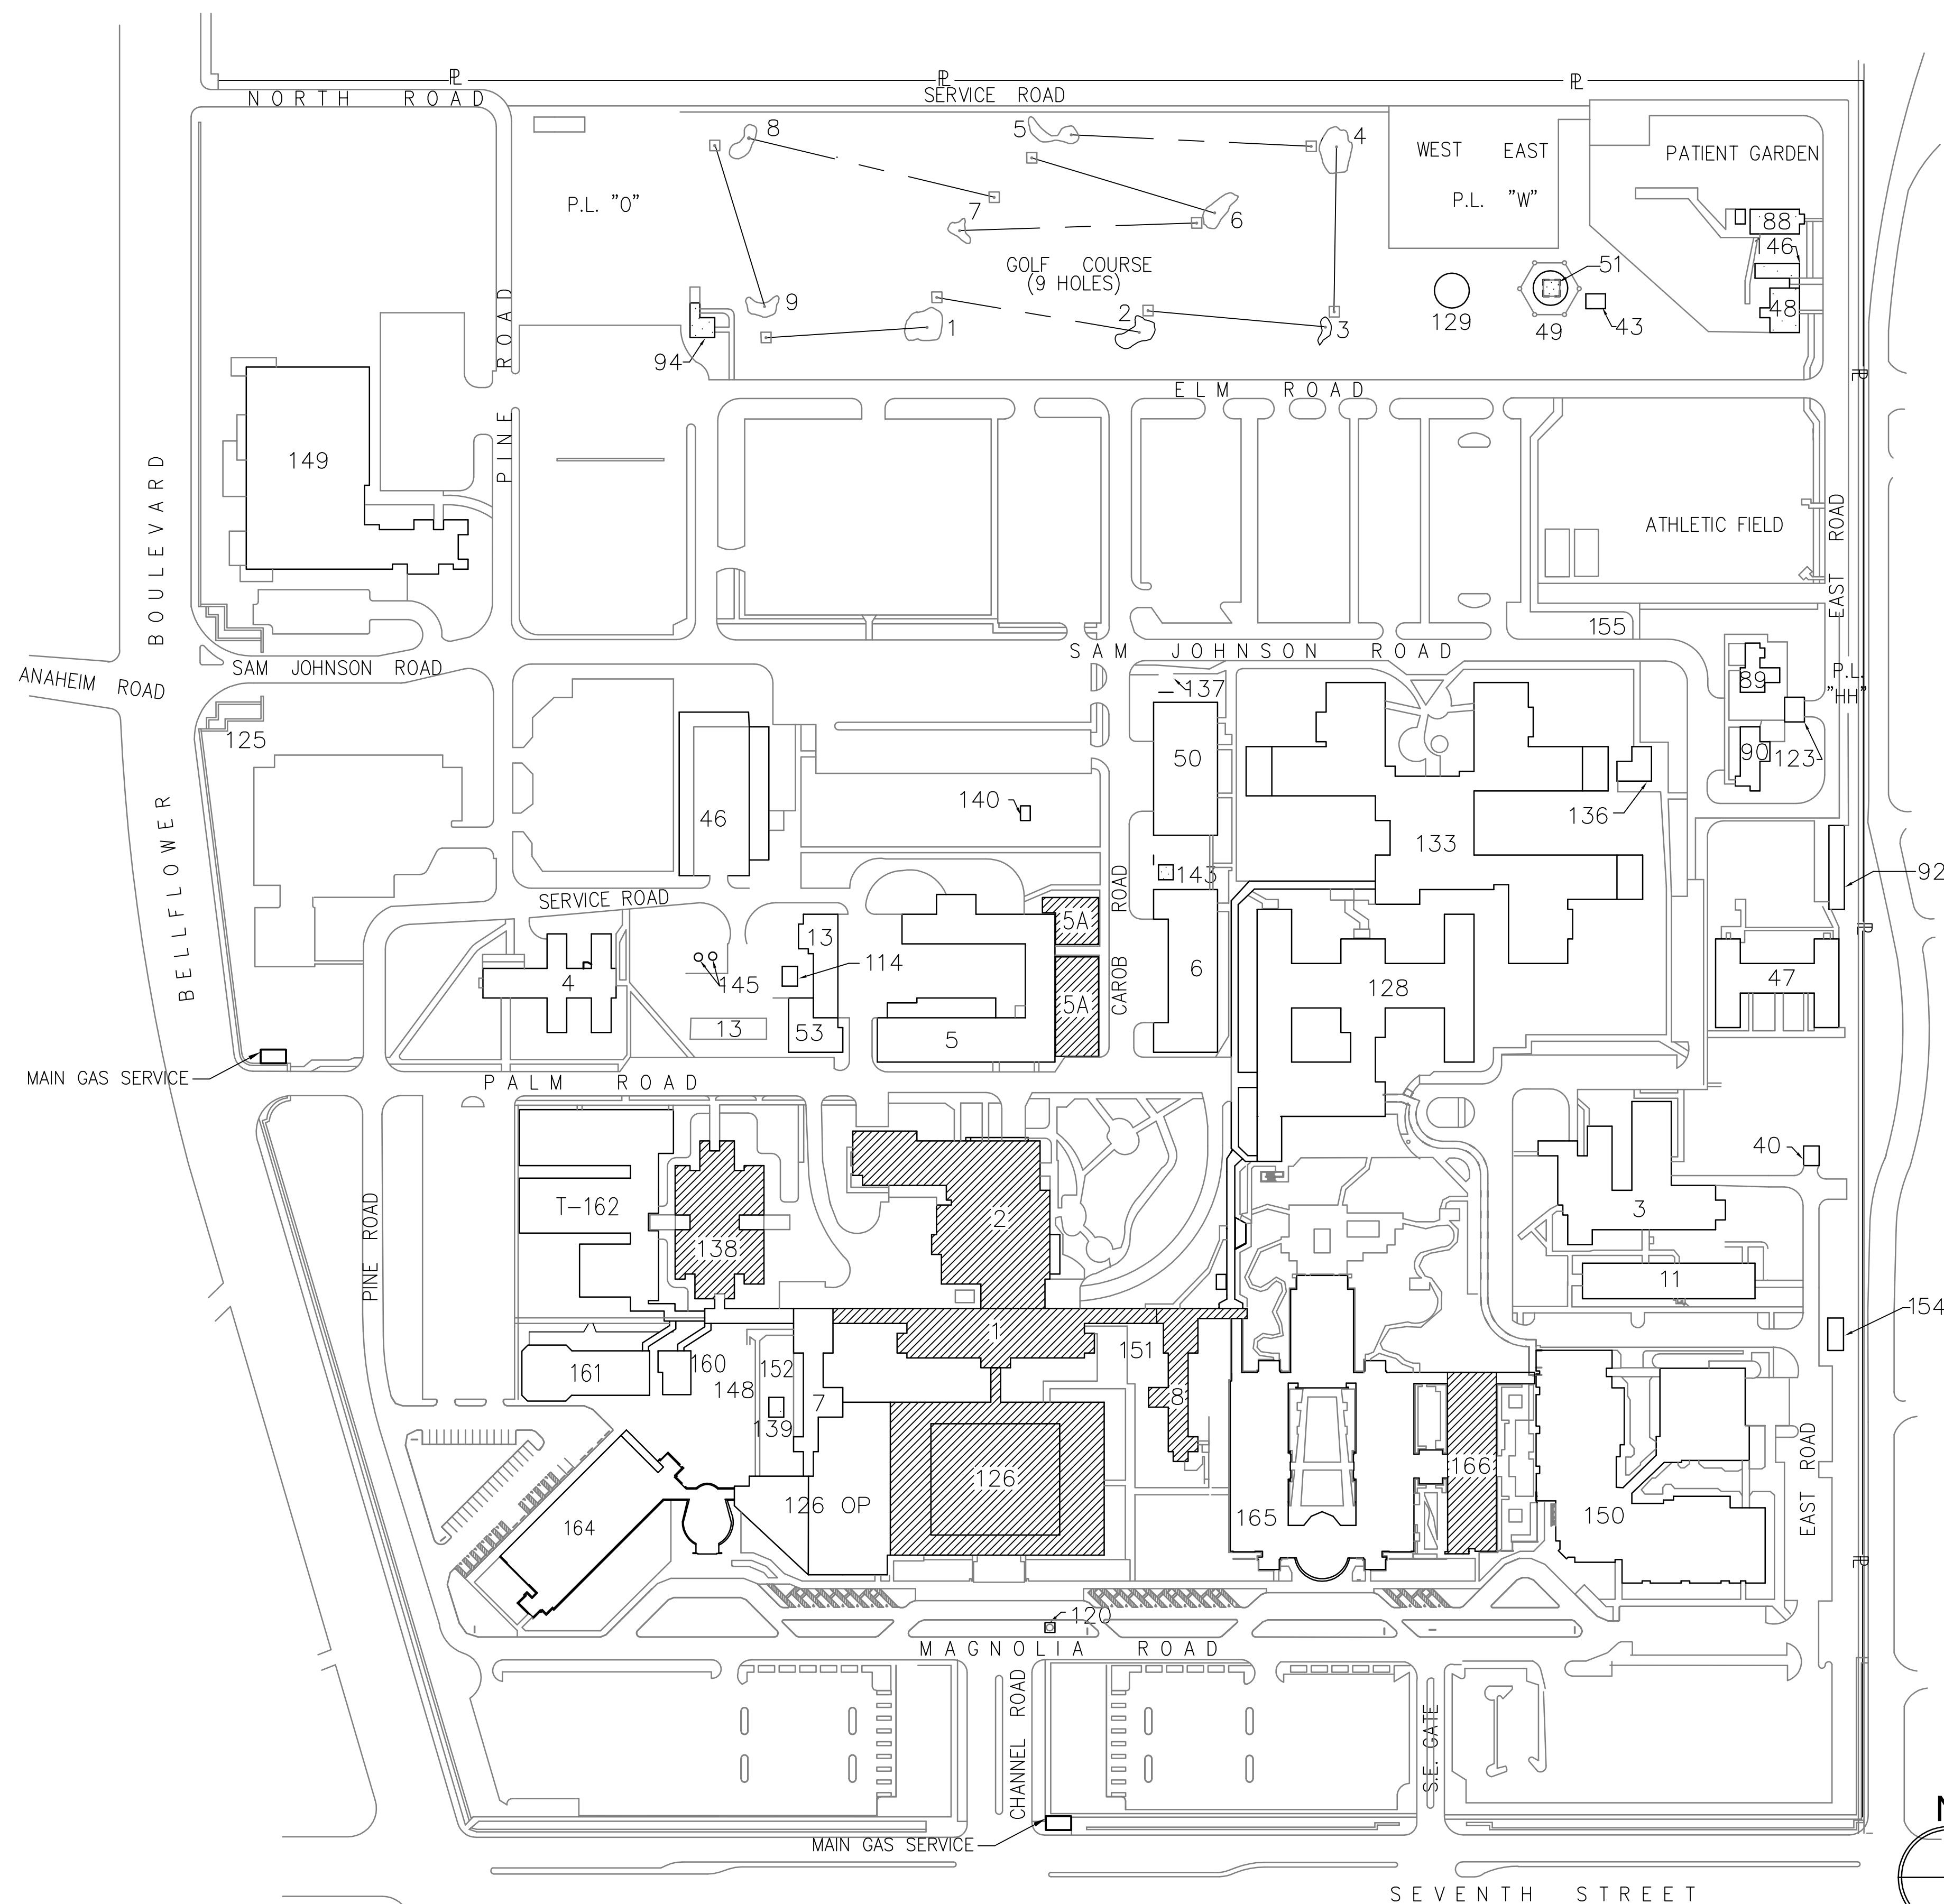 PL
PL
PL
NORTH ROAD
SERVICE ROAD
8
5
4
WEST EAST
PATIENT GARDEN
P.L. "O"
P.L. "W"
7
6
88
146
GOLF COURSE
(9 HOLES)
51
9
1
2
3
129
49
43
48
94
PINE ROAD
ELM ROAD
PL
149
BOULEVARD
ATHLETIC FIELD
EAST ROAD
155
SAM JOHNSON ROAD
SAM JOHNSON ROAD
ANAHEIM ROAD
137
89
P.L.
"HH"
125
50
90
123
46
140
136
133
BELLFLOWER
143
92
SERVICE ROAD
CAROB ROAD
5A
13
114
4
145
6
128
47
PL
5A
13
53
5
MAIN GAS SERVICE
PALM ROAD
40
T-162
138
2
3
PINE ROAD
11
154
1
151
161
160
152
148
7
8
139
126 OP
126
166
164
165
150
EAST ROAD
PL
120
MAGNOLIA ROAD
CHANNEL ROAD
S.E. GATE
MAIN GAS SERVICE
N
SEVENTH STREET